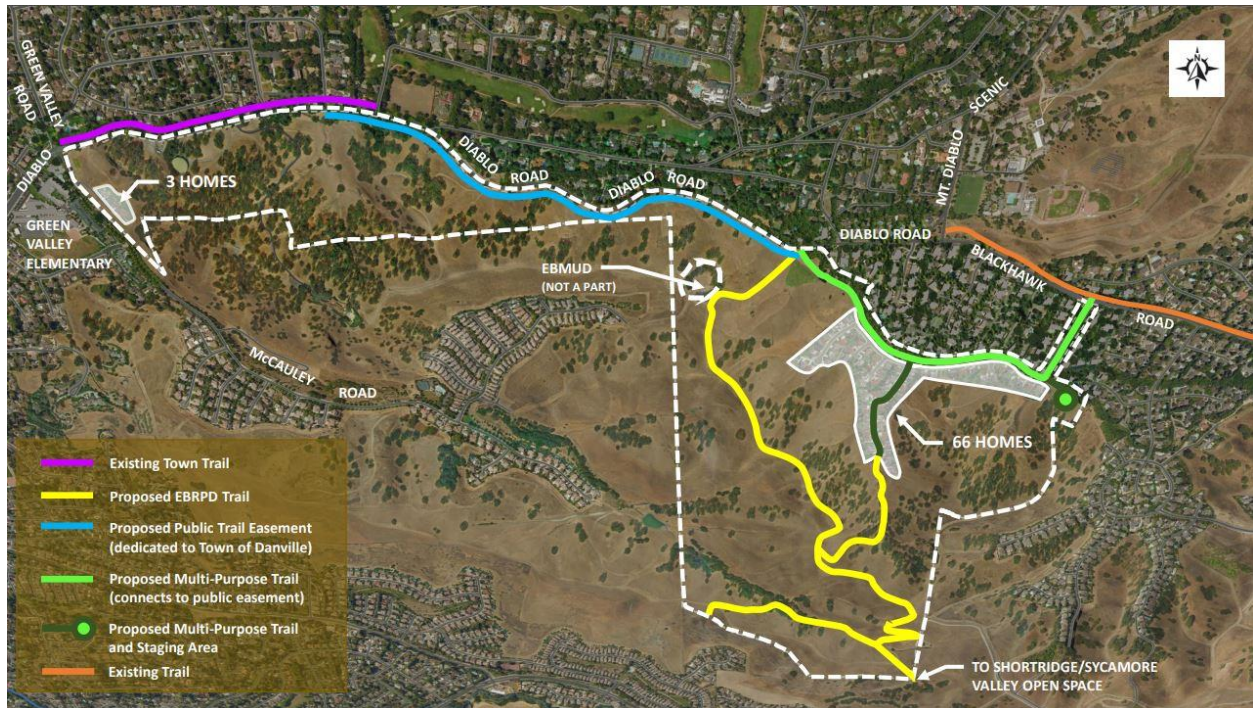 GREEN VALLEY
ROAD
DIABLO
3 HOMES
GREEN
VALLEY
ELEMENTARY
DIABLO
ROAD
DIABLO
ROAD
SCENIC
MT. DIABLO
DIABLO ROAD
BLACKHAWK
ROAD
EBMUD
(NOT A PART)
McCAULEY
ROAD
66 HOMES
Existing Town Trail
Proposed EBRPD Trail
Proposed Public Trail Easement
(dedicated to Town of Danville)
Proposed Multi-Purpose Trail
(connects to public easement)
Proposed Multi-Purpose Trail
and Staging Area
Existing Trail
TO SHORTRIDGE/SYCAMORE
VALLEY OPEN SPACE
N